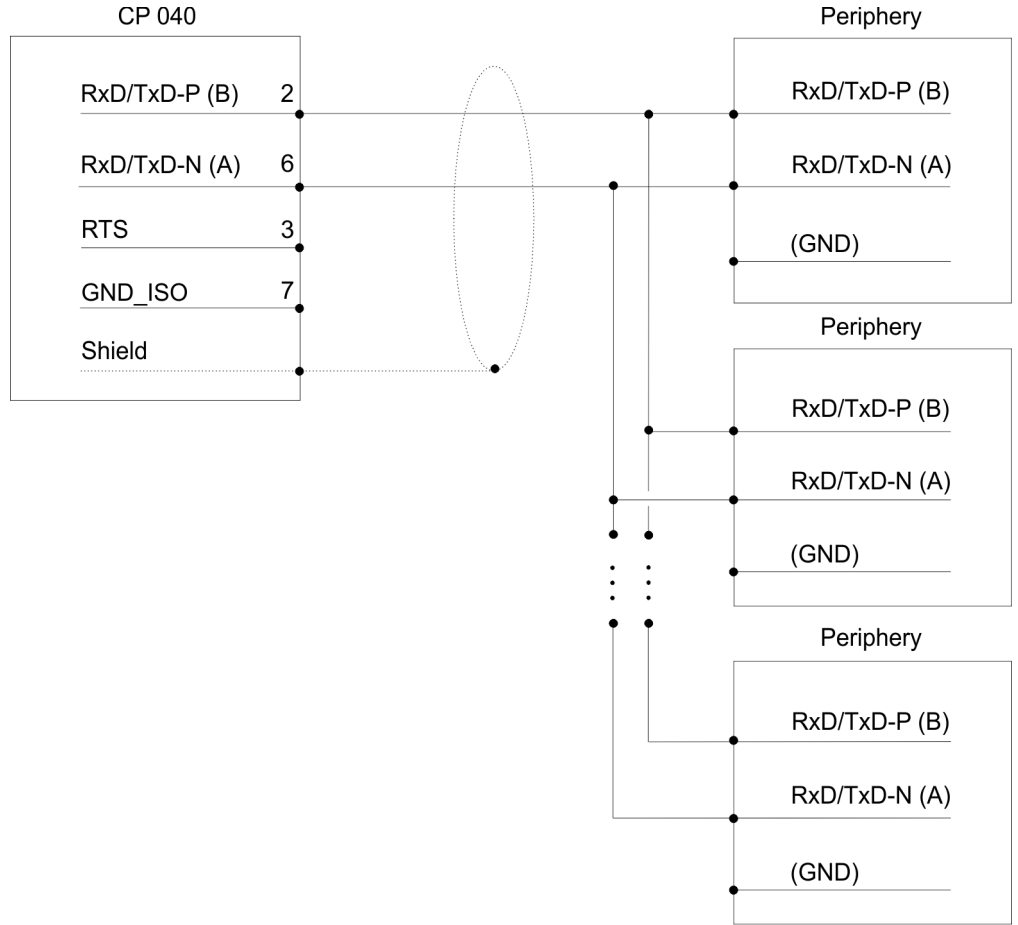 CP 040
RxD/TxD-P (B) 2
RxD/TxD-N (A) 6
RTS 3
GND_ISO 7
Shield
Periphery
RxD/TxD-P (B)
RxD/TxD-N (A)
(GND)
Periphery
RxD/TxD-P (B)
RxD/TxD-N (A)
(GND)
Periphery
RxD/TxD-P (B)
RxD/TxD-N (A)
(GND)